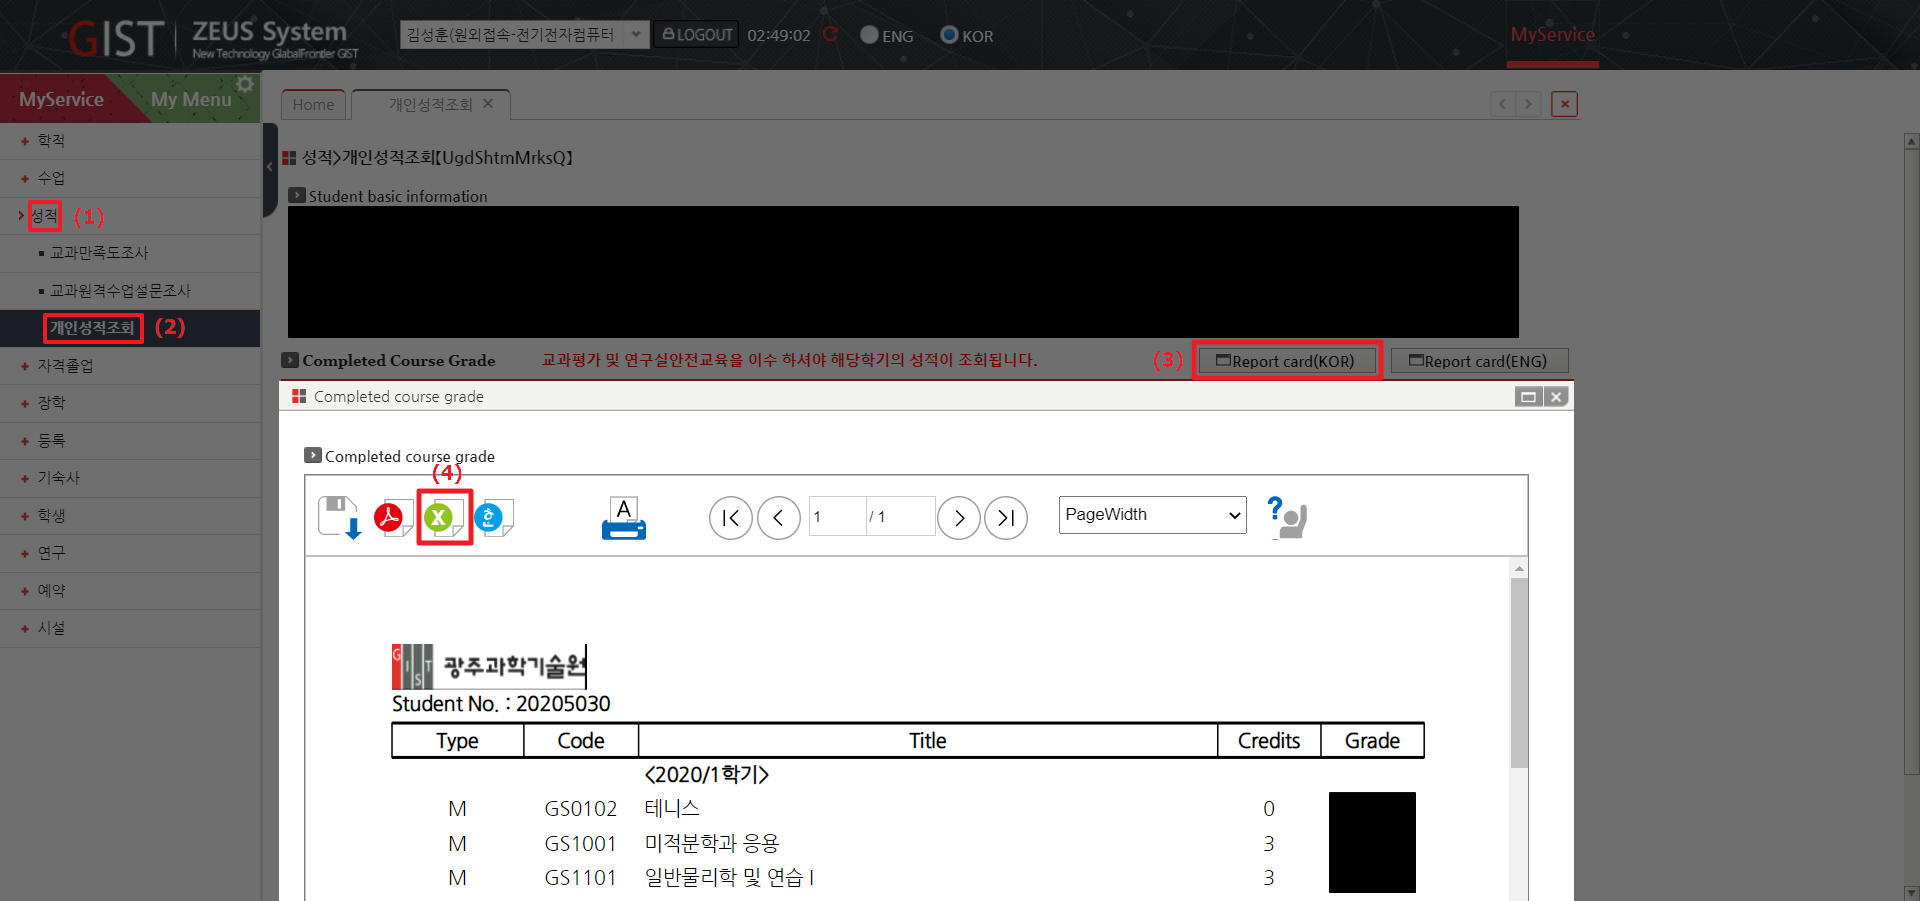 GIST
ZEUS System
New Technology GlabalFrontier GIST
김성훈(원외접속-전기전자컴퓨터
LOGOUT
02:49:02
ENG
KOR
MyService
MyService
My Menu
Home
개인성적조회
학적
수업
성적
(1)
교과만족도조사
교과원격수업설문조사
개인성적조회
(2)
자격졸업
장학
등록
기숙사
학생
연구
예약
시설
성적>개인성적조회【UgdShtmMrksQ】
Student basic information
Completed Course Grade
교과평가 및 연구실안전교육을 이수 하셔야 해당학기의 성적이 조회됩니다.
(3)
Report card(KOR)
Report card(ENG)
Completed course grade
Completed course grade
(4)
X
한
A
1 / 1
PageWidth
?
GIST 광주과학기술원
Student No. : 20205030
Type Code Title Credits Grade
<2020/1학기>
M GS0102 테니스 0
M GS1001 미적분학과 응용 3
M GS1101 일반물리학 및 연습 I 3